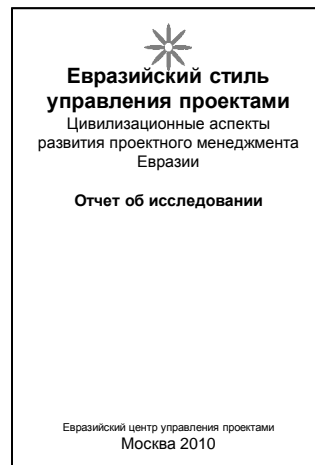 Евразийский стиль
управления проектами
Цивилизационные аспекты
развития проектного менеджмента
Евразии
Отчет об исследовании
Евразийский центр управления проектами
Москва 2010